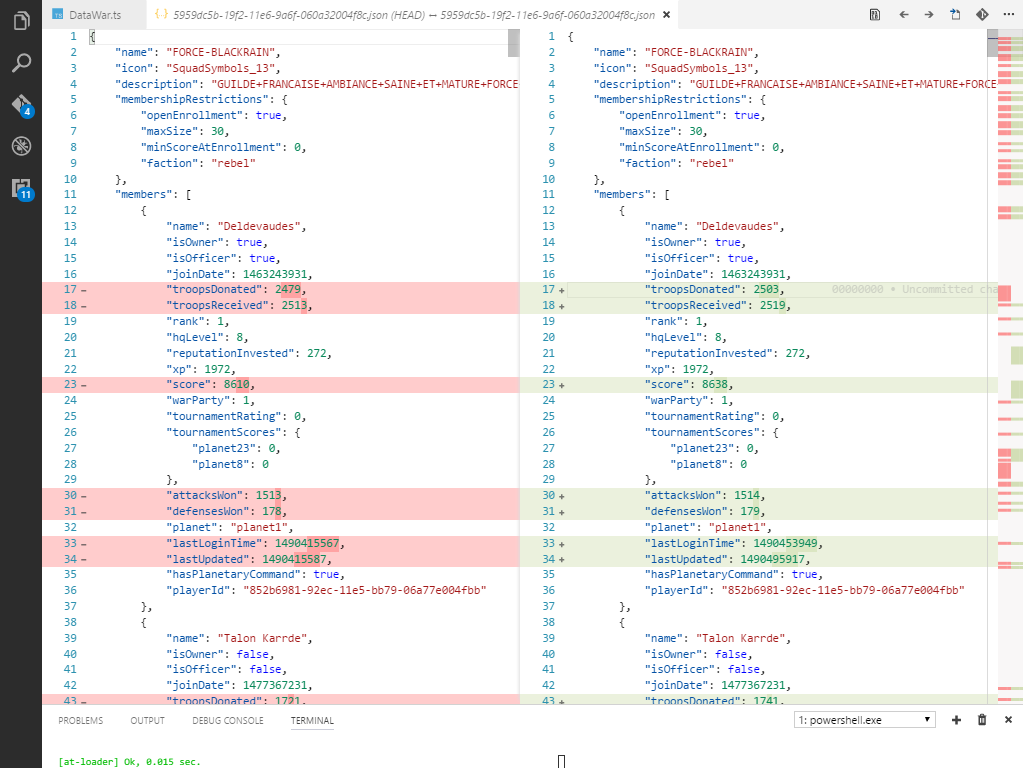 DataWar.ts
{ } 5959dc5b-19f2-11e6-9a6f-060a32004f8c.json (HEAD) ↔ 5959dc5b-19f2-11e6-9a6f-060a32004f8c.json ×
4
11
1 {
2 "name": "FORCE-BLACKRAIN",
3 "icon": "SquadSymbols_13",
4 "description": "GUILDE+FRANCAISE+AMBIANCE+SAINE+ET+MATURE+FORCE
5 "membershipRestrictions": {
6 "openEnrollment": true,
7 "maxSize": 30,
8 "minScoreAtEnrollment": 0,
9 "faction": "rebel"
10 },
11 "members": [
12 {
13 "name": "Deldevaudes",
14 "isOwner": true,
15 "isOfficer": true,
16 "joinDate": 1463243931,
17 - "troopsDonated": 2479,
18 - "troopsReceived": 2513,
19 "rank": 1,
20 "hqLevel": 8,
21 "reputationInvested": 272,
22 "xp": 1972,
23 - "score": 8610,
24 "warParty": 1,
25 "tournamentRating": 0,
26 "tournamentScores": {
27 "planet23": 0,
28 "planet8": 0
29 },
30 - "attacksWon": 1513,
31 - "defensesWon": 178,
32 "planet": "planet1",
33 - "lastLoginTime": 1490415567,
34 - "lastUpdated": 1490415587,
35 "hasPlanetaryCommand": true,
36 "playerId": "852b6981-92ec-11e5-bb79-06a77e004fbb"
37 },
38 {
39 "name": "Talon Karrde",
40 "isOwner": false,
41 "isOfficer": false,
42 "joinDate": 1477367231,
43 - "troopsDonated": 1721,
1 {
2 "name": "FORCE-BLACKRAIN",
3 "icon": "SquadSymbols_13",
4 "description": "GUILDE+FRANCAISE+AMBIANCE+SAINE+ET+MATURE+FORCE
5 "membershipRestrictions": {
6 "openEnrollment": true,
7 "maxSize": 30,
8 "minScoreAtEnrollment": 0,
9 "faction": "rebel"
10 },
11 "members": [
12 {
13 "name": "Deldevaudes",
14 "isOwner": true,
15 "isOfficer": true,
16 "joinDate": 1463243931,
17 + "troopsDonated": 2503, 00000000 • Uncommitted cha
18 + "troopsReceived": 2519,
19 "rank": 1,
20 "hqLevel": 8,
21 "reputationInvested": 272,
22 "xp": 1972,
23 + "score": 8638,
24 "warParty": 1,
25 "tournamentRating": 0,
26 "tournamentScores": {
27 "planet23": 0,
28 "planet8": 0
29 },
30 + "attacksWon": 1514,
31 + "defensesWon": 179,
32 "planet": "planet1",
33 + "lastLoginTime": 1490453949,
34 + "lastUpdated": 1490495917,
35 "hasPlanetaryCommand": true,
36 "playerId": "852b6981-92ec-11e5-bb79-06a77e004fbb"
37 },
38 {
39 "name": "Talon Karrde",
40 "isOwner": false,
41 "isOfficer": false,
42 "joinDate": 1477367231,
43 + "troopsDonated": 1741,
PROBLEMS OUTPUT DEBUG CONSOLE TERMINAL 1: powershell.exe
[at-loader] Ok, 0.015 sec.